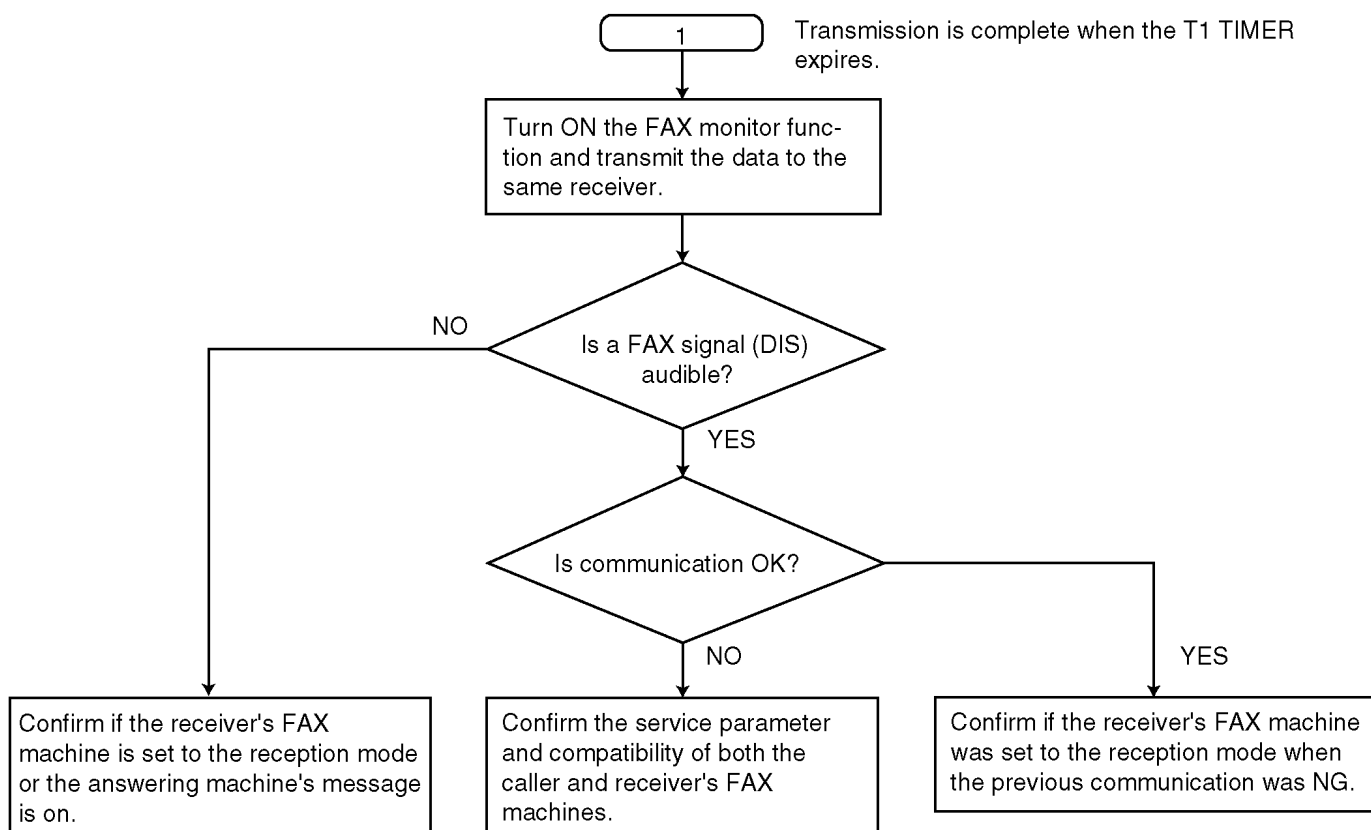 1
Transmission is complete when the T1 TIMER
expires.
Turn ON the FAX monitor func-
tion and transmit the data to the
same receiver.
NO
Is a FAX signal (DIS)
audible?
YES
Is communication OK?
NO
YES
Confirm if the receiver's FAX
machine is set to the reception mode
or the answering machine's message
is on.
Confirm the service parameter
and compatibility of both the
caller and receiver's FAX
machines.
Confirm if the receiver's FAX machine
was set to the reception mode when
the previous communication was NG.